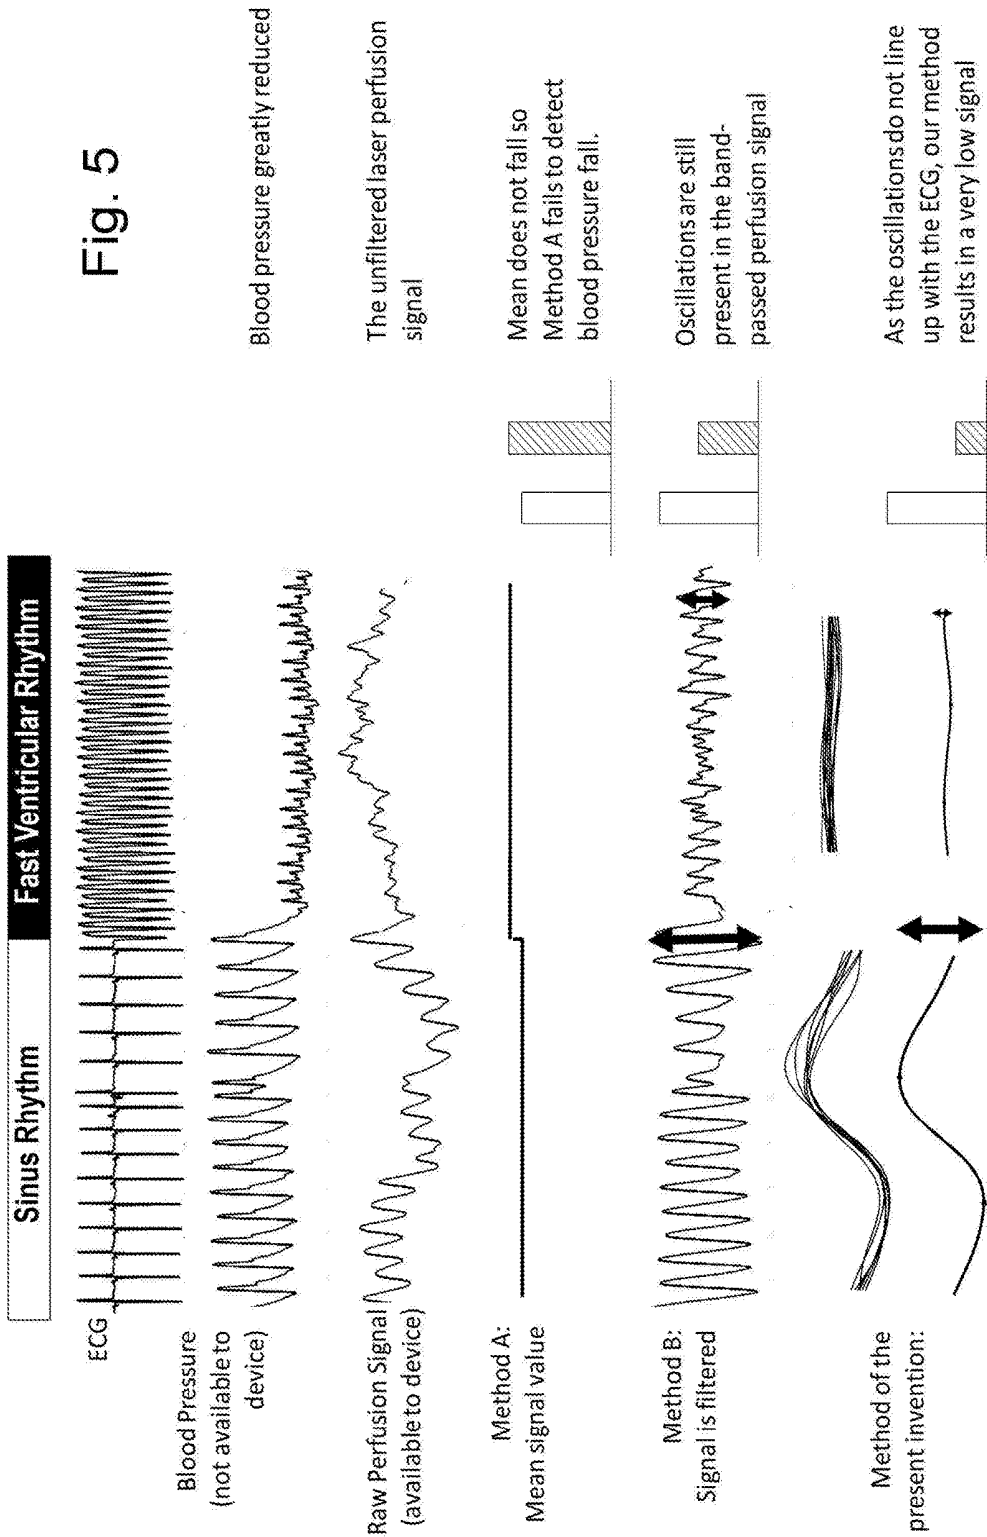 Fig. 5
Sinus Rhythm
Fast Ventricular Rhythm
ECG
Blood Pressure
(not available to
device)
Blood pressure greatly reduced
Raw Perfusion Signal
(available to device)
The unfiltered laser perfusion
signal
Method A:
Mean signal value
Mean does not fall so
Method A fails to detect
blood pressure fall.
Method B:
Signal is filtered
Oscillations are still
present in the band-
passed perfusion signal
Method of the
present invention:
As the oscillations do not line
up with the ECG, our method
results in a very low signal